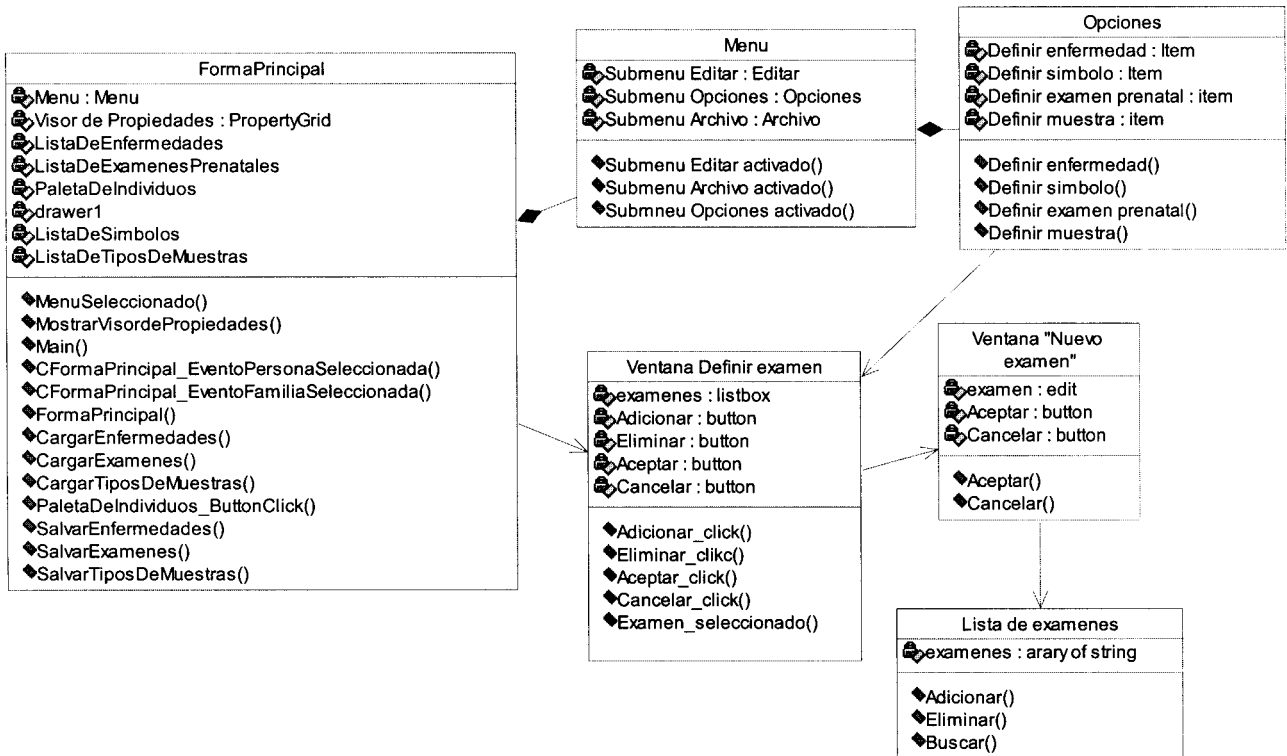 FormaPrincipal
Menu : Menu
Visor de Propiedades : PropertyGrid
ListaDeEnfermedades
ListaDeExamenesPrenatales
PaletaDeIndividuos
drawer1
ListaDeSimbolos
ListaDeTiposDeMuestras
MenuSeleccionado()
MostrarVisordePropiedades()
Main()
CFormaPrincipal_EventoPersonaSeleccionada()
CFormaPrincipal_EventoFamiliaSeleccionada()
FormaPrincipal()
CargarEnfermedades()
CargarExamenes()
CargarTiposDeMuestras()
PaletaDeIndividuos_ButtonClick()
SalvarEnfermedades()
SalvarExamenes()
SalvarTiposDeMuestras()
Menu
Submenu Editar : Editar
Submenu Opciones : Opciones
Submenu Archivo : Archivo
Submenu Editar activado()
Submenu Archivo activado()
Submneu Opciones activado()
Opciones
Definir enfermedad : Item
Definir simbolo : Item
Definir examen prenatal : item
Definir muestra : item
Definir enfermedad()
Definir simbolo()
Definir examen prenatal()
Definir muestra()
Ventana Definir examen
examenes : listbox
Adicionar : button
Eliminar : button
Aceptar : button
Cancelar : button
Adicionar_click()
Eliminar_clikc()
Aceptar_click()
Cancelar_click()
Examen_seleccionado()
Ventana "Nuevo
examen"
examen : edit
Aceptar : button
Cancelar : button
Aceptar()
Cancelar()
Lista de examenes
examenes : arary of string
Adicionar()
Eliminar()
Buscar()